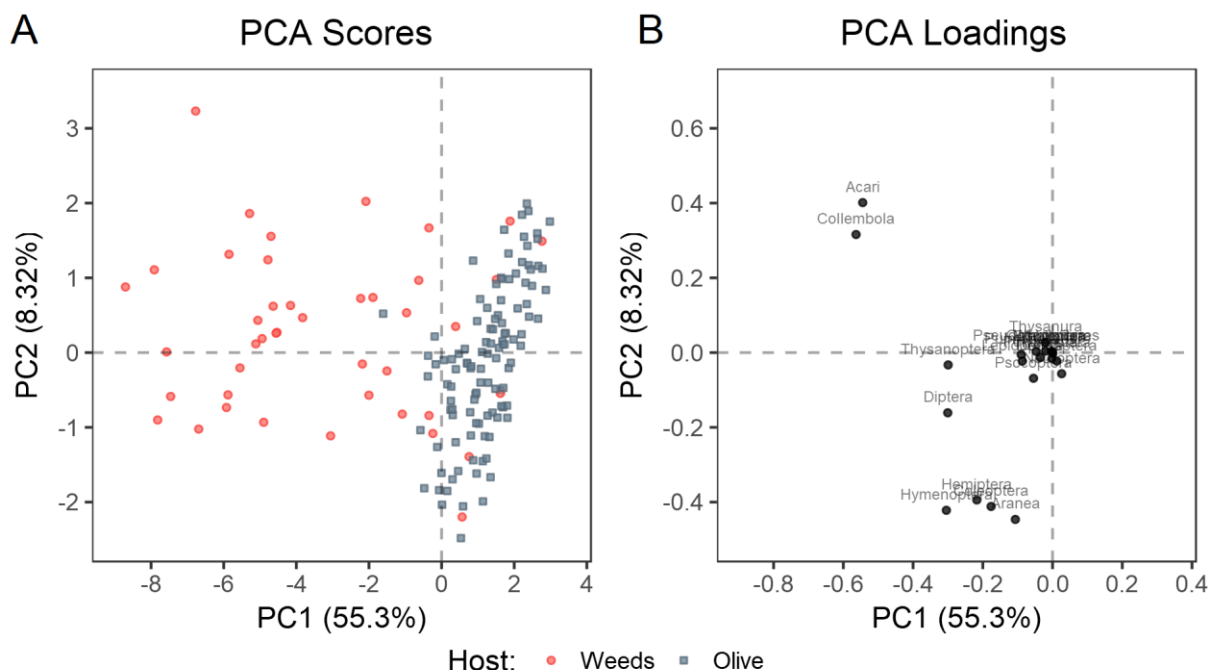 A
PCA Scores
B
PCA Loadings
PC2 (8.32%)
3
2
1
0
-1
-2
-8
-6
-4
-2
0
2
4
PC1 (55.3%)
PC2 (8.32%)
0.6
0.4
0.2
0.0
-0.2
-0.4
-0.8
-0.6
-0.4
-0.2
0.0
0.2
0.4
PC1 (55.3%)
Acari
Collembola
Thysanura
Thysanoptera
Psocoptera
Diptera
Hemiptera
Hymenoptera
Coleoptera
Aranea
Host:
Weeds
Olive